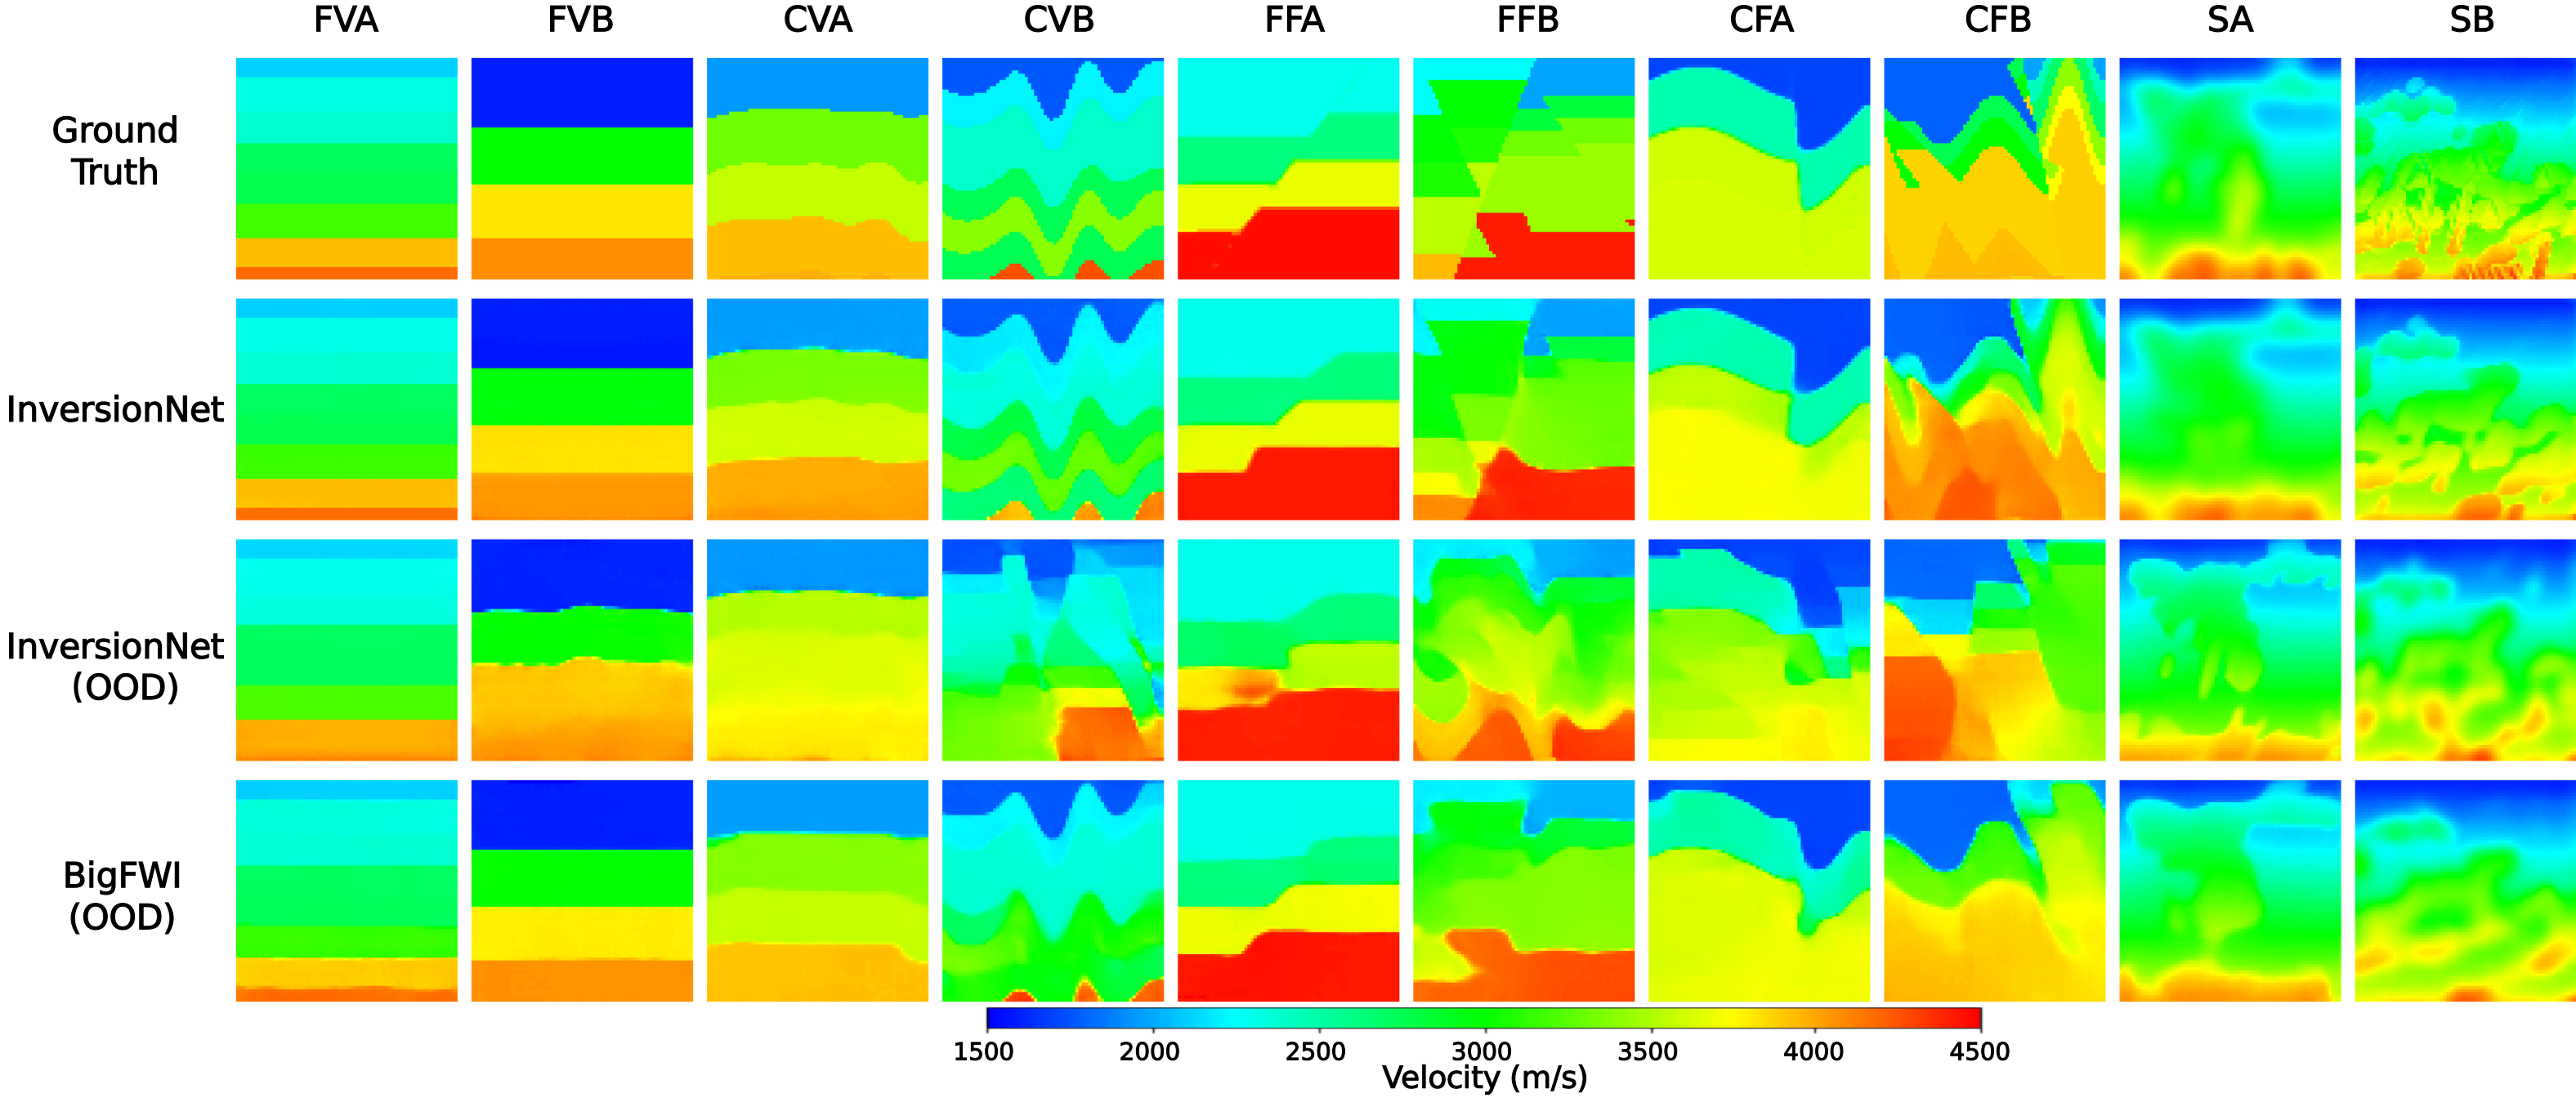 FVA FVB CVA CVB FFA FFB CFA CFB SA SB
Ground
Truth
InversionNet
InversionNet
(OOD)
BigFWI
(OOD)
1500 2000 2500 3000 3500 4000 4500
Velocity (m/s)